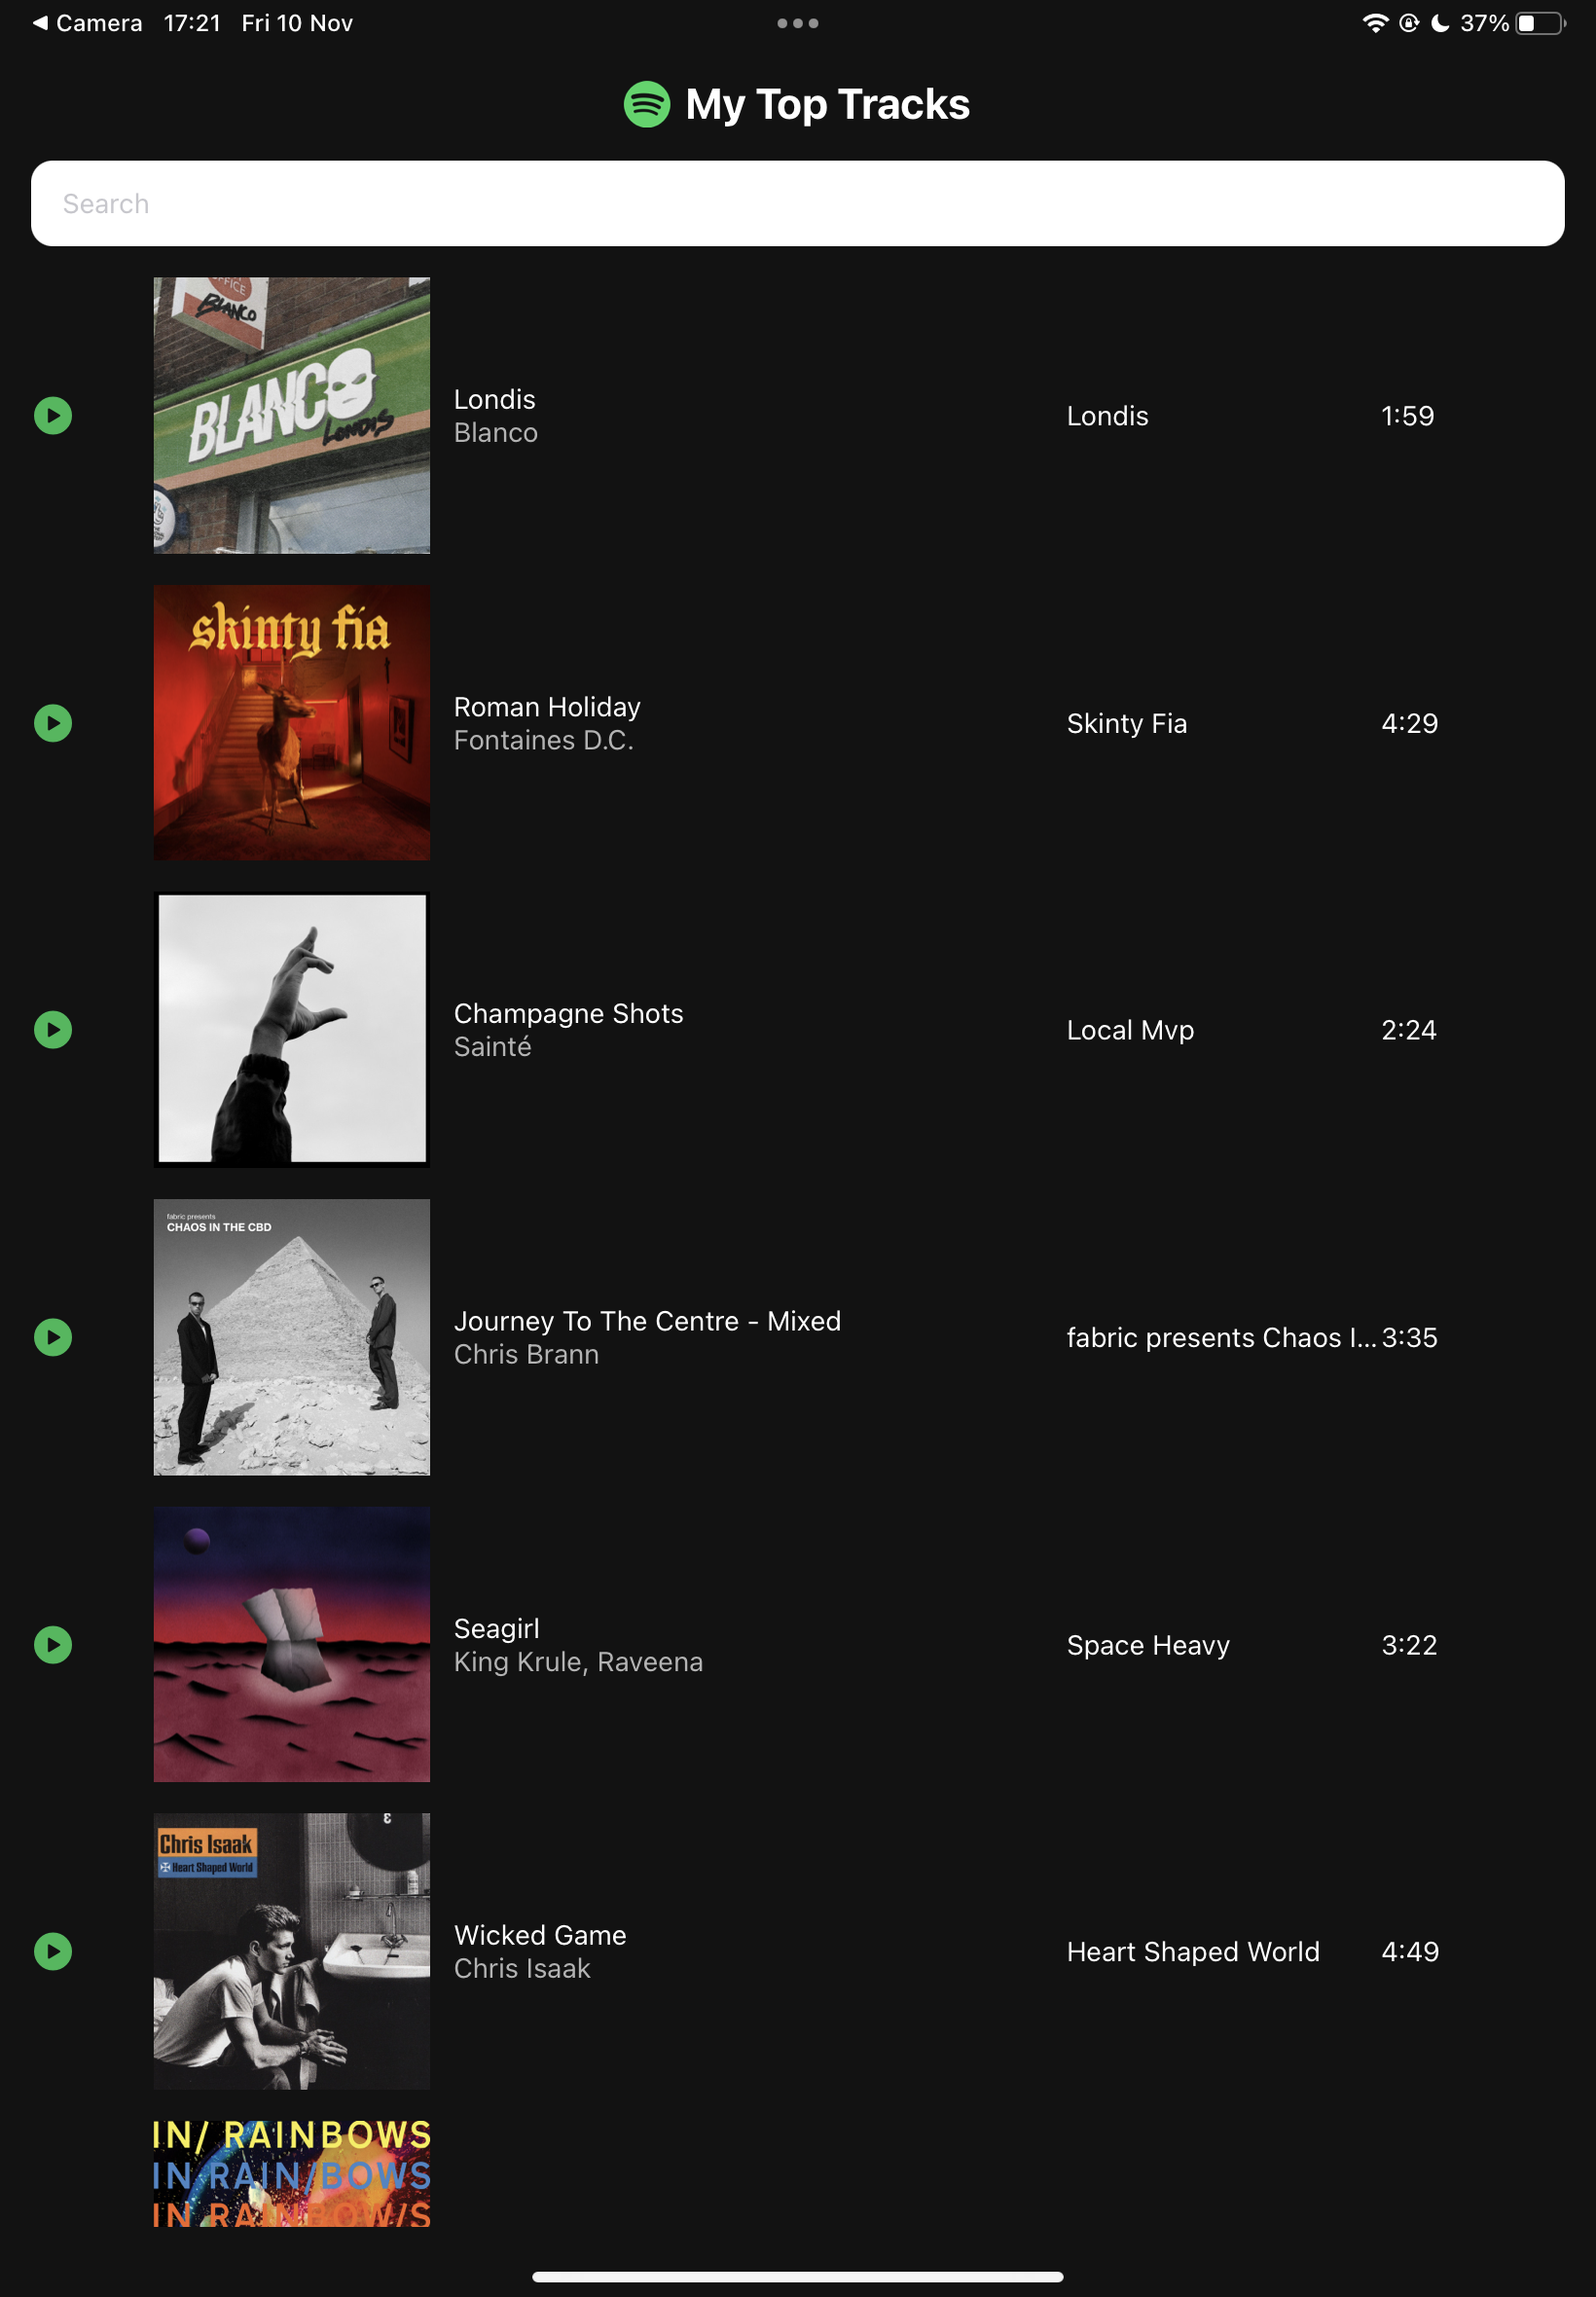 Camera 17:21 Fri 10 Nov 37%
My Top Tracks
Search
OFFICE
BLANCO
BLANCO
LONDIS
Londis
Blanco
Londis
1:59
skinty fia
Roman Holiday
Fontaines D.C.
Skinty Fia
4:29
Champagne Shots
Sainté
Local Mvp
2:24
fabric presents
CHAOS IN THE CBD
Journey To The Centre - Mixed
Chris Brann
fabric presents Chaos I...
3:35
Seagirl
King Krule, Raveena
Space Heavy
3:22
Chris Isaak
Heart Shaped World
Wicked Game
Chris Isaak
Heart Shaped World
4:49
IN/ RAINBOWS
IN RAIN/BOWS
IN RAINBOW/S